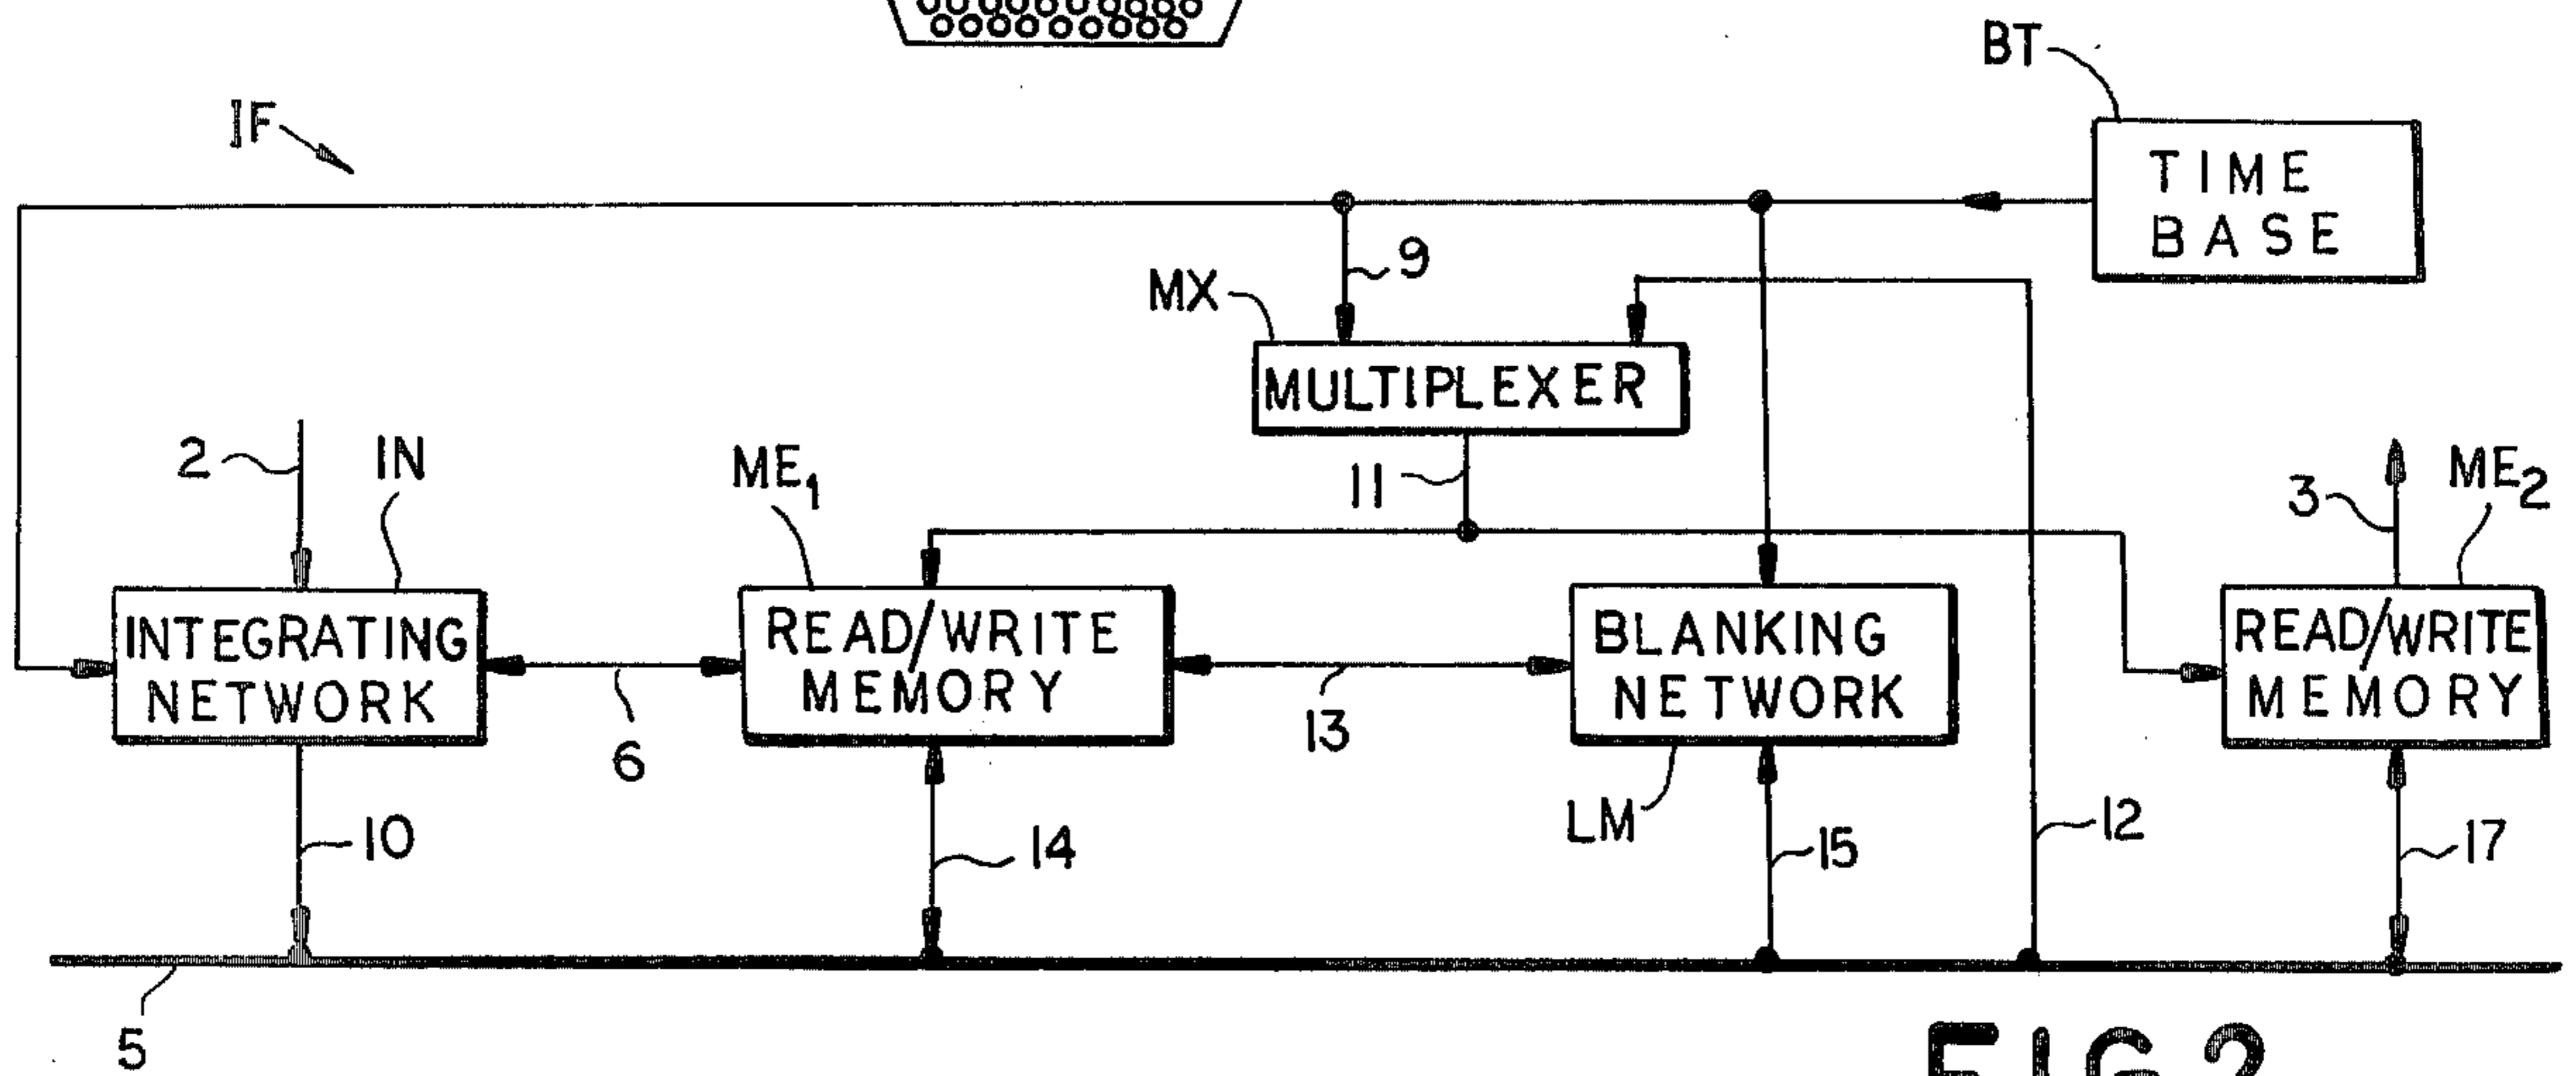 BT
IF
TIME
BASE
9
MX
MULTIPLEXER
2
IN
ME1
11
3
ME2
INTEGRATING
NETWORK
READ/WRITE
MEMORY
BLANKING
NETWORK
READ/WRITE
MEMORY
6
13
LM
10
14
15
12
17
5
FIG.2